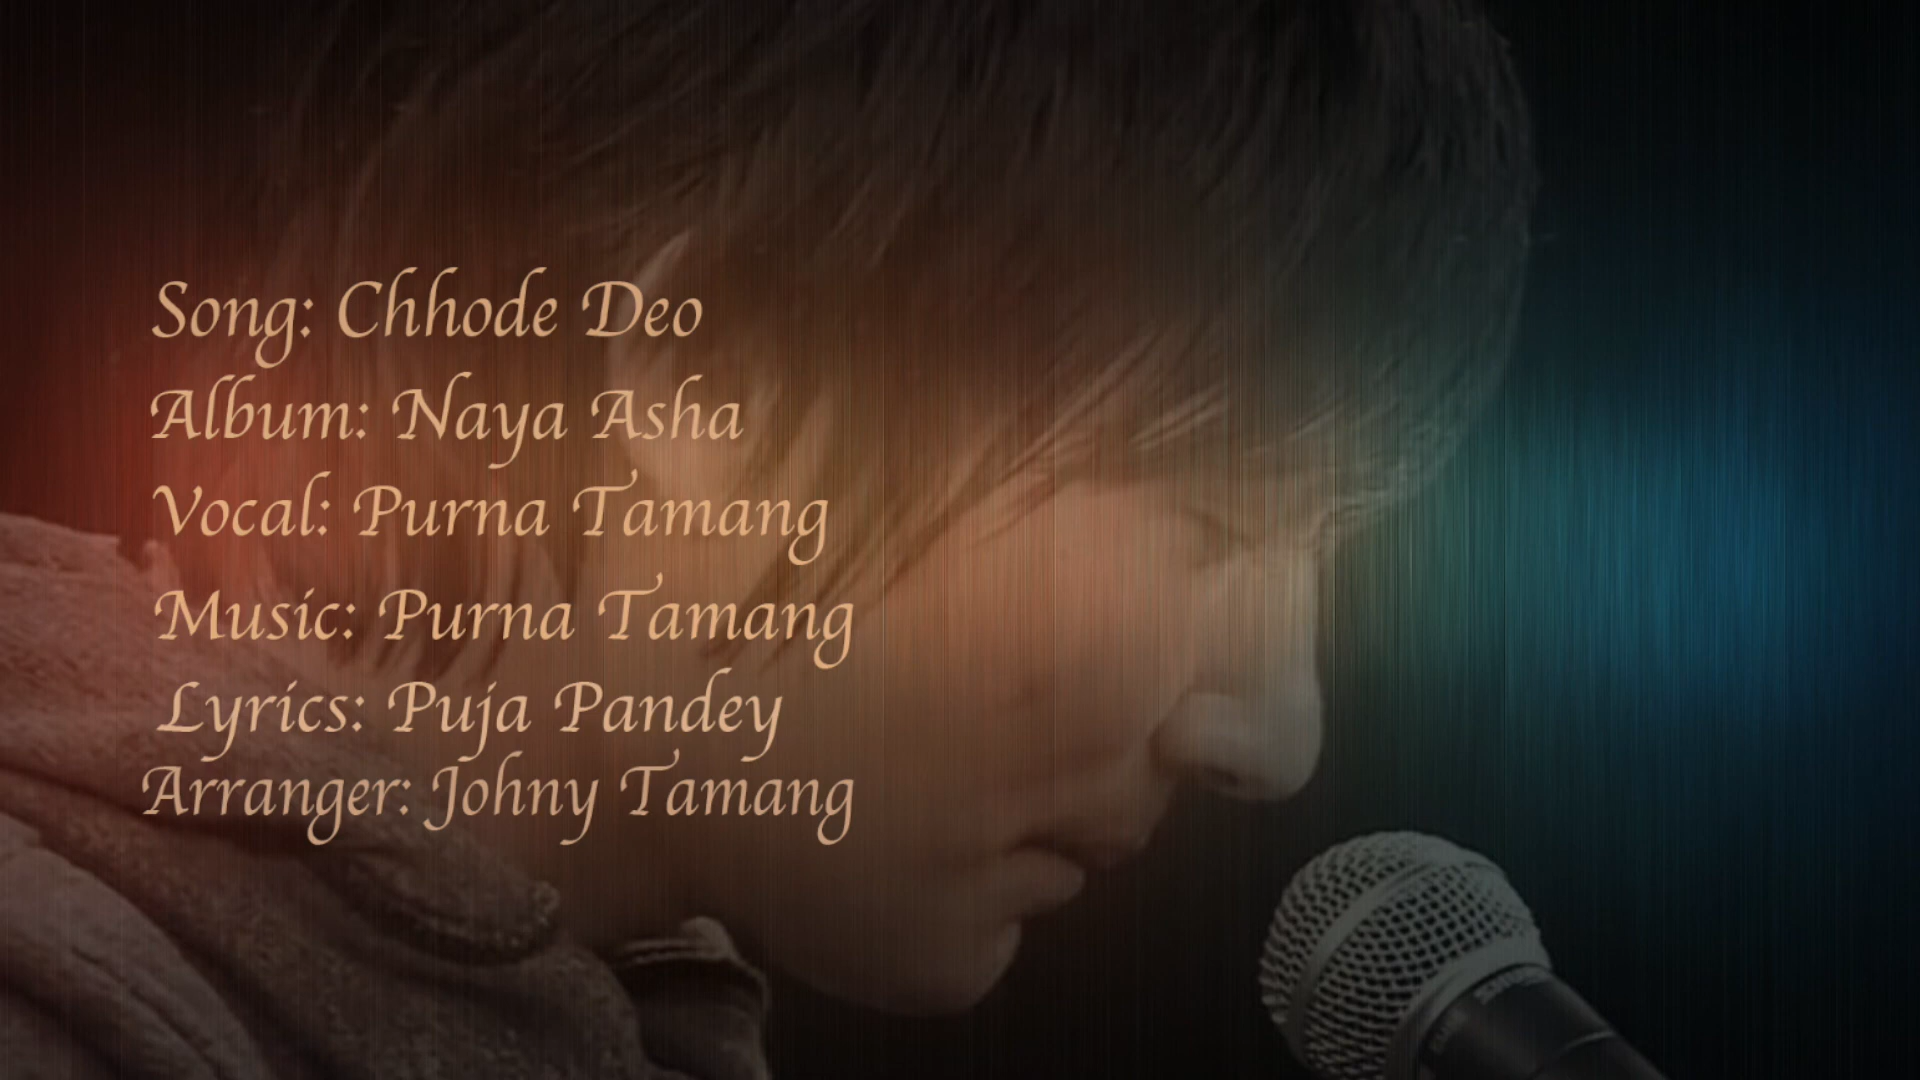 Song: Chhode Deo
Album: Naya Asha
Vocal: Purna Tamang
Music: Purna Tamang
Lyrics: Puja Pandey
Arranger: Johny Tamang